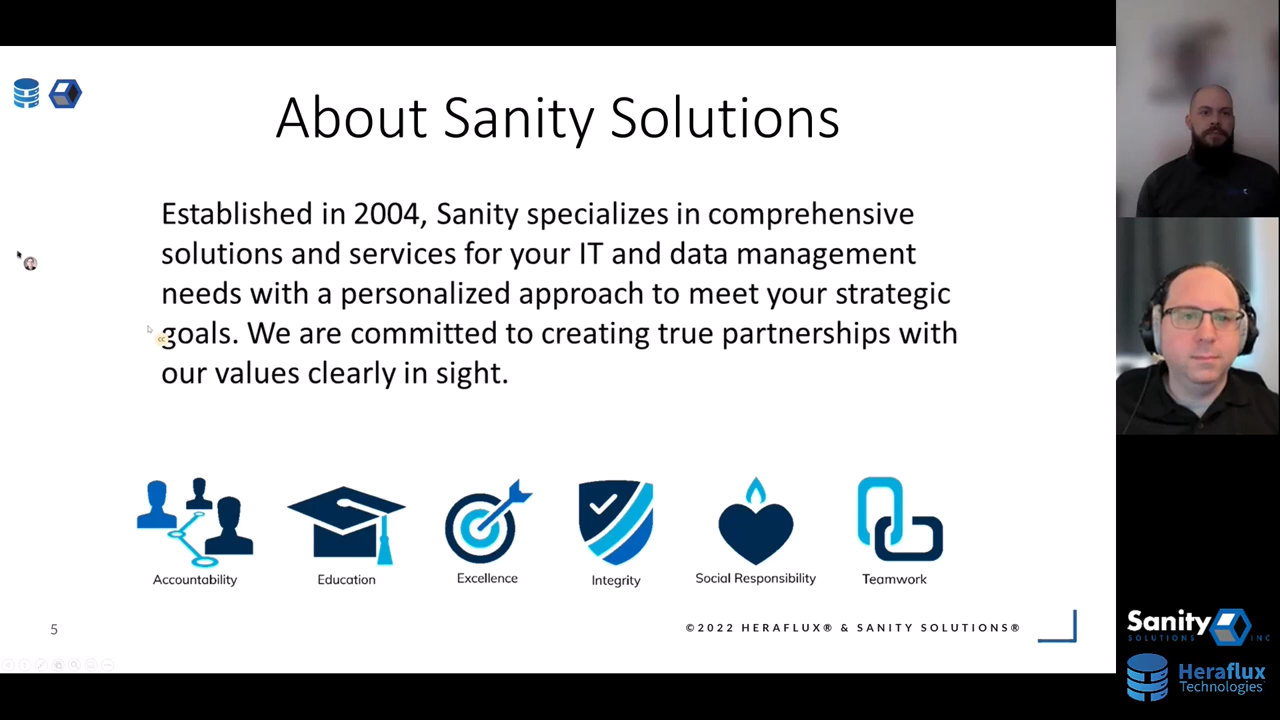 About Sanity Solutions
Established in 2004, Sanity specializes in comprehensive
solutions and services for your IT and data management
needs with a personalized approach to meet your strategic
goals. We are committed to creating true partnerships with
our values clearly in sight.
Accountability
Education
Excellence
Integrity
Social Responsibility
Teamwork
5
©2022 HERAFLUX® & SANITY SOLUTIONS®
CC
Sanity
SOLUTIONS INC
Heraflux
Technologies